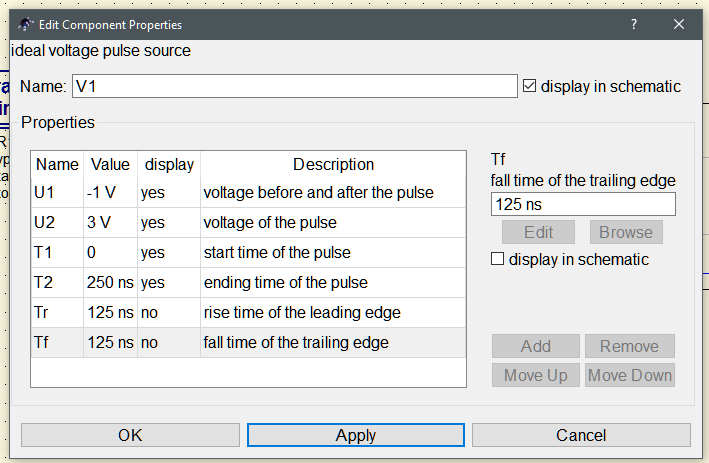 Edit Component Properties
ideal voltage pulse source
Name: V1 display in schematic
Properties
Name Value display Description
U1 -1 V yes voltage before and after the pulse
U2 3 V yes voltage of the pulse
T1 0 yes start time of the pulse
T2 250 ns yes ending time of the pulse
Tr 125 ns no rise time of the leading edge
Tf 125 ns no fall time of the trailing edge
Tf
fall time of the trailing edge
125 ns
Edit Browse
display in schematic
Add Remove
Move Up Move Down
OK Apply Cancel